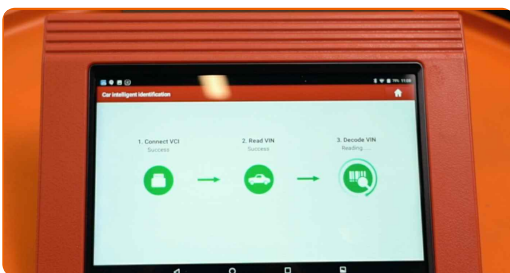 Car Intelligent Identification
1. Connect VCI
Success
2. Read VIN
Success
3. Decode VIN
Reading....